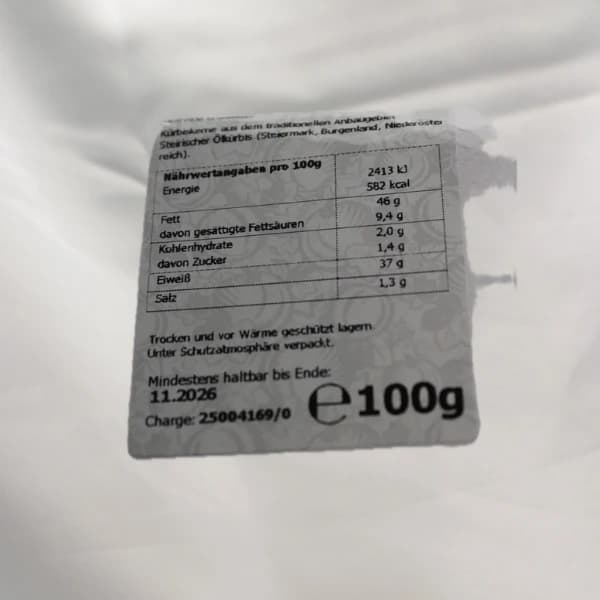 Kürbiskerne aus dem traditionellen Anbaugebiet
Steirischer Ölkürbis (Steiermark, Burgenland, Niederöster
reich).
Nährwertangaben pro 100g
Energie 2413 kJ
582 kcal
Fett 46 g
davon gesättigte Fettsäuren 9,4 g
Kohlenhydrate 2,0 g
davon Zucker 1,4 g
Eiweiß 37 g
Salz 1,3 g
Trocken und vor Wärme geschützt lagern.
Unter Schutzatmosphäre verpackt.
Mindestens haltbar bis Ende:
11.2026
Charge: 25004169/0 ℮100g